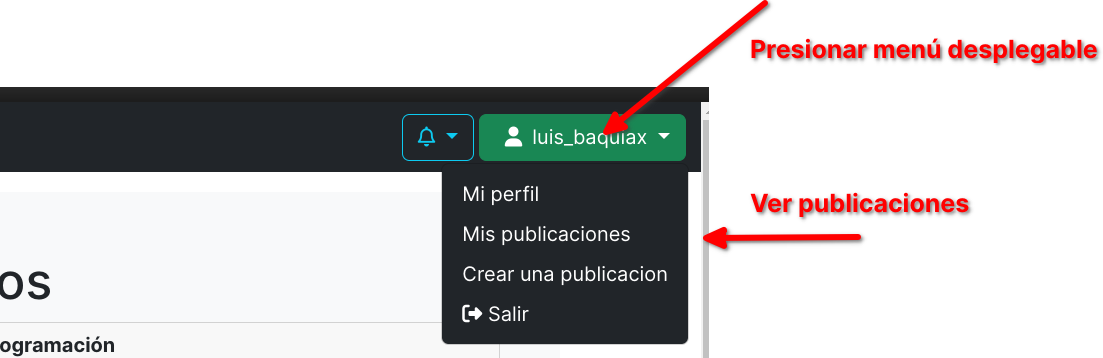 Presionar menú desplegable
luis_baquiax
Mi perfil
Ver publicaciones
Mis publicaciones
Crear una publicacion
os
Salir
ogramación